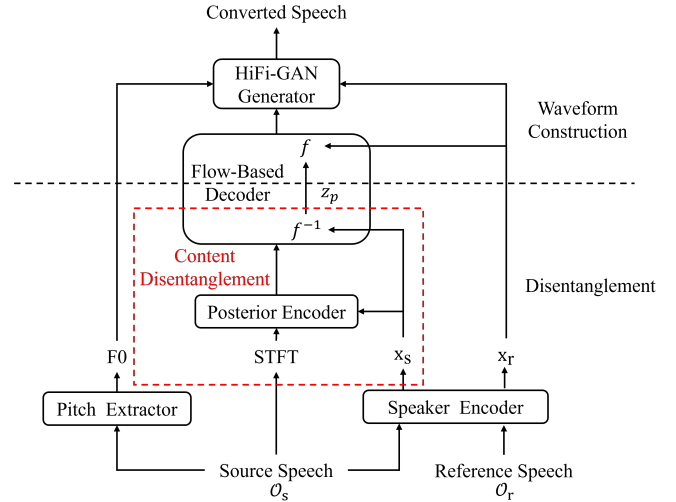 Converted Speech
HiFi-GAN
Generator
Waveform
Construction
f
Flow-Based
Decoder
z_p
f⁻¹
Content
Disentanglement
Disentanglement
Posterior Encoder
F0
STFT
x_s
x_r
Pitch Extractor
Speaker Encoder
Source Speech
𝒪_s
Reference Speech
𝒪_r